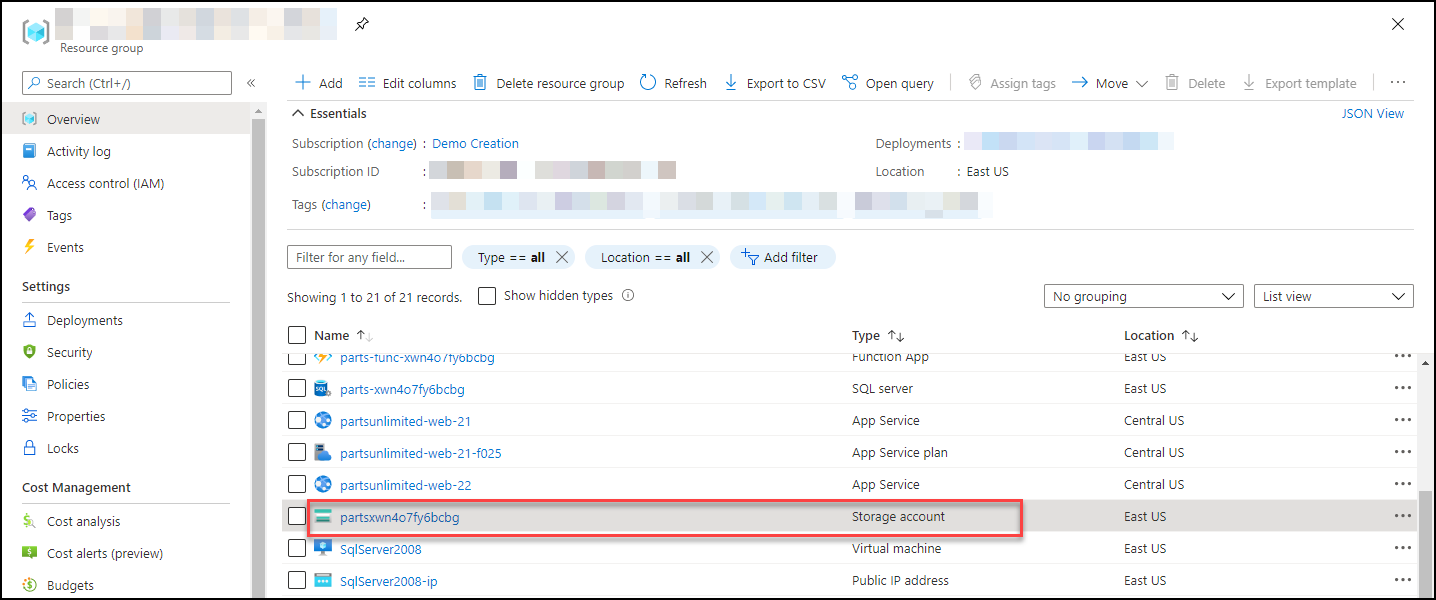 Resource group
Search (Ctrl+/)
«
Add
Edit columns
Delete resource group
Refresh
Export to CSV
Open query
Assign tags
Move
Delete
Export template
...
Overview
Activity log
Access control (IAM)
Tags
Events
Settings
Deployments
Security
Policies
Properties
Locks
Cost Management
Cost analysis
Cost alerts (preview)
Budgets
Essentials
JSON View
Subscription (change) : Demo Creation
Deployments :
Subscription ID :
Location : East US
Tags (change) :
Filter for any field...
Type == all
Location == all
Add filter
Showing 1 to 21 of 21 records.
Show hidden types
No grouping
List view
Name Type Location
parts-func-xwn4o7fy6bcbg Function App East US ...
parts-xwn4o7fy6bcbg SQL server East US ...
partsunlimited-web-21 App Service Central US ...
partsunlimited-web-21-f025 App Service plan Central US ...
partsunlimited-web-22 App Service Central US ...
partsxwn4o7fy6bcbg Storage account East US ...
SqlServer2008 Virtual machine East US ...
SqlServer2008-ip Public IP address East US ...